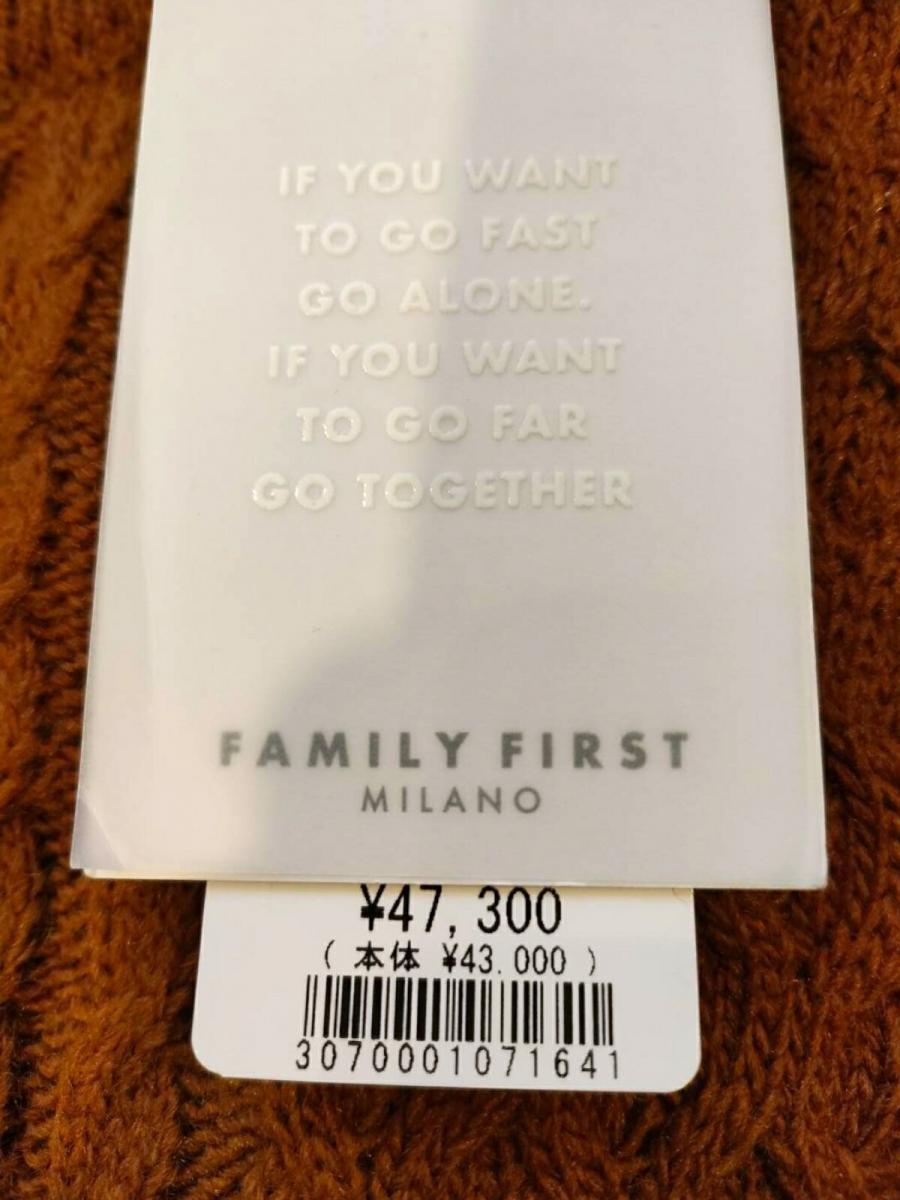 IF YOU WANT
TO GO FAST
GO ALONE.
IF YOU WANT
TO GO FAR
GO TOGETHER
FAMILY FIRST
MILANO
¥47,300
( 本体 ¥43.000 )
3070001071641